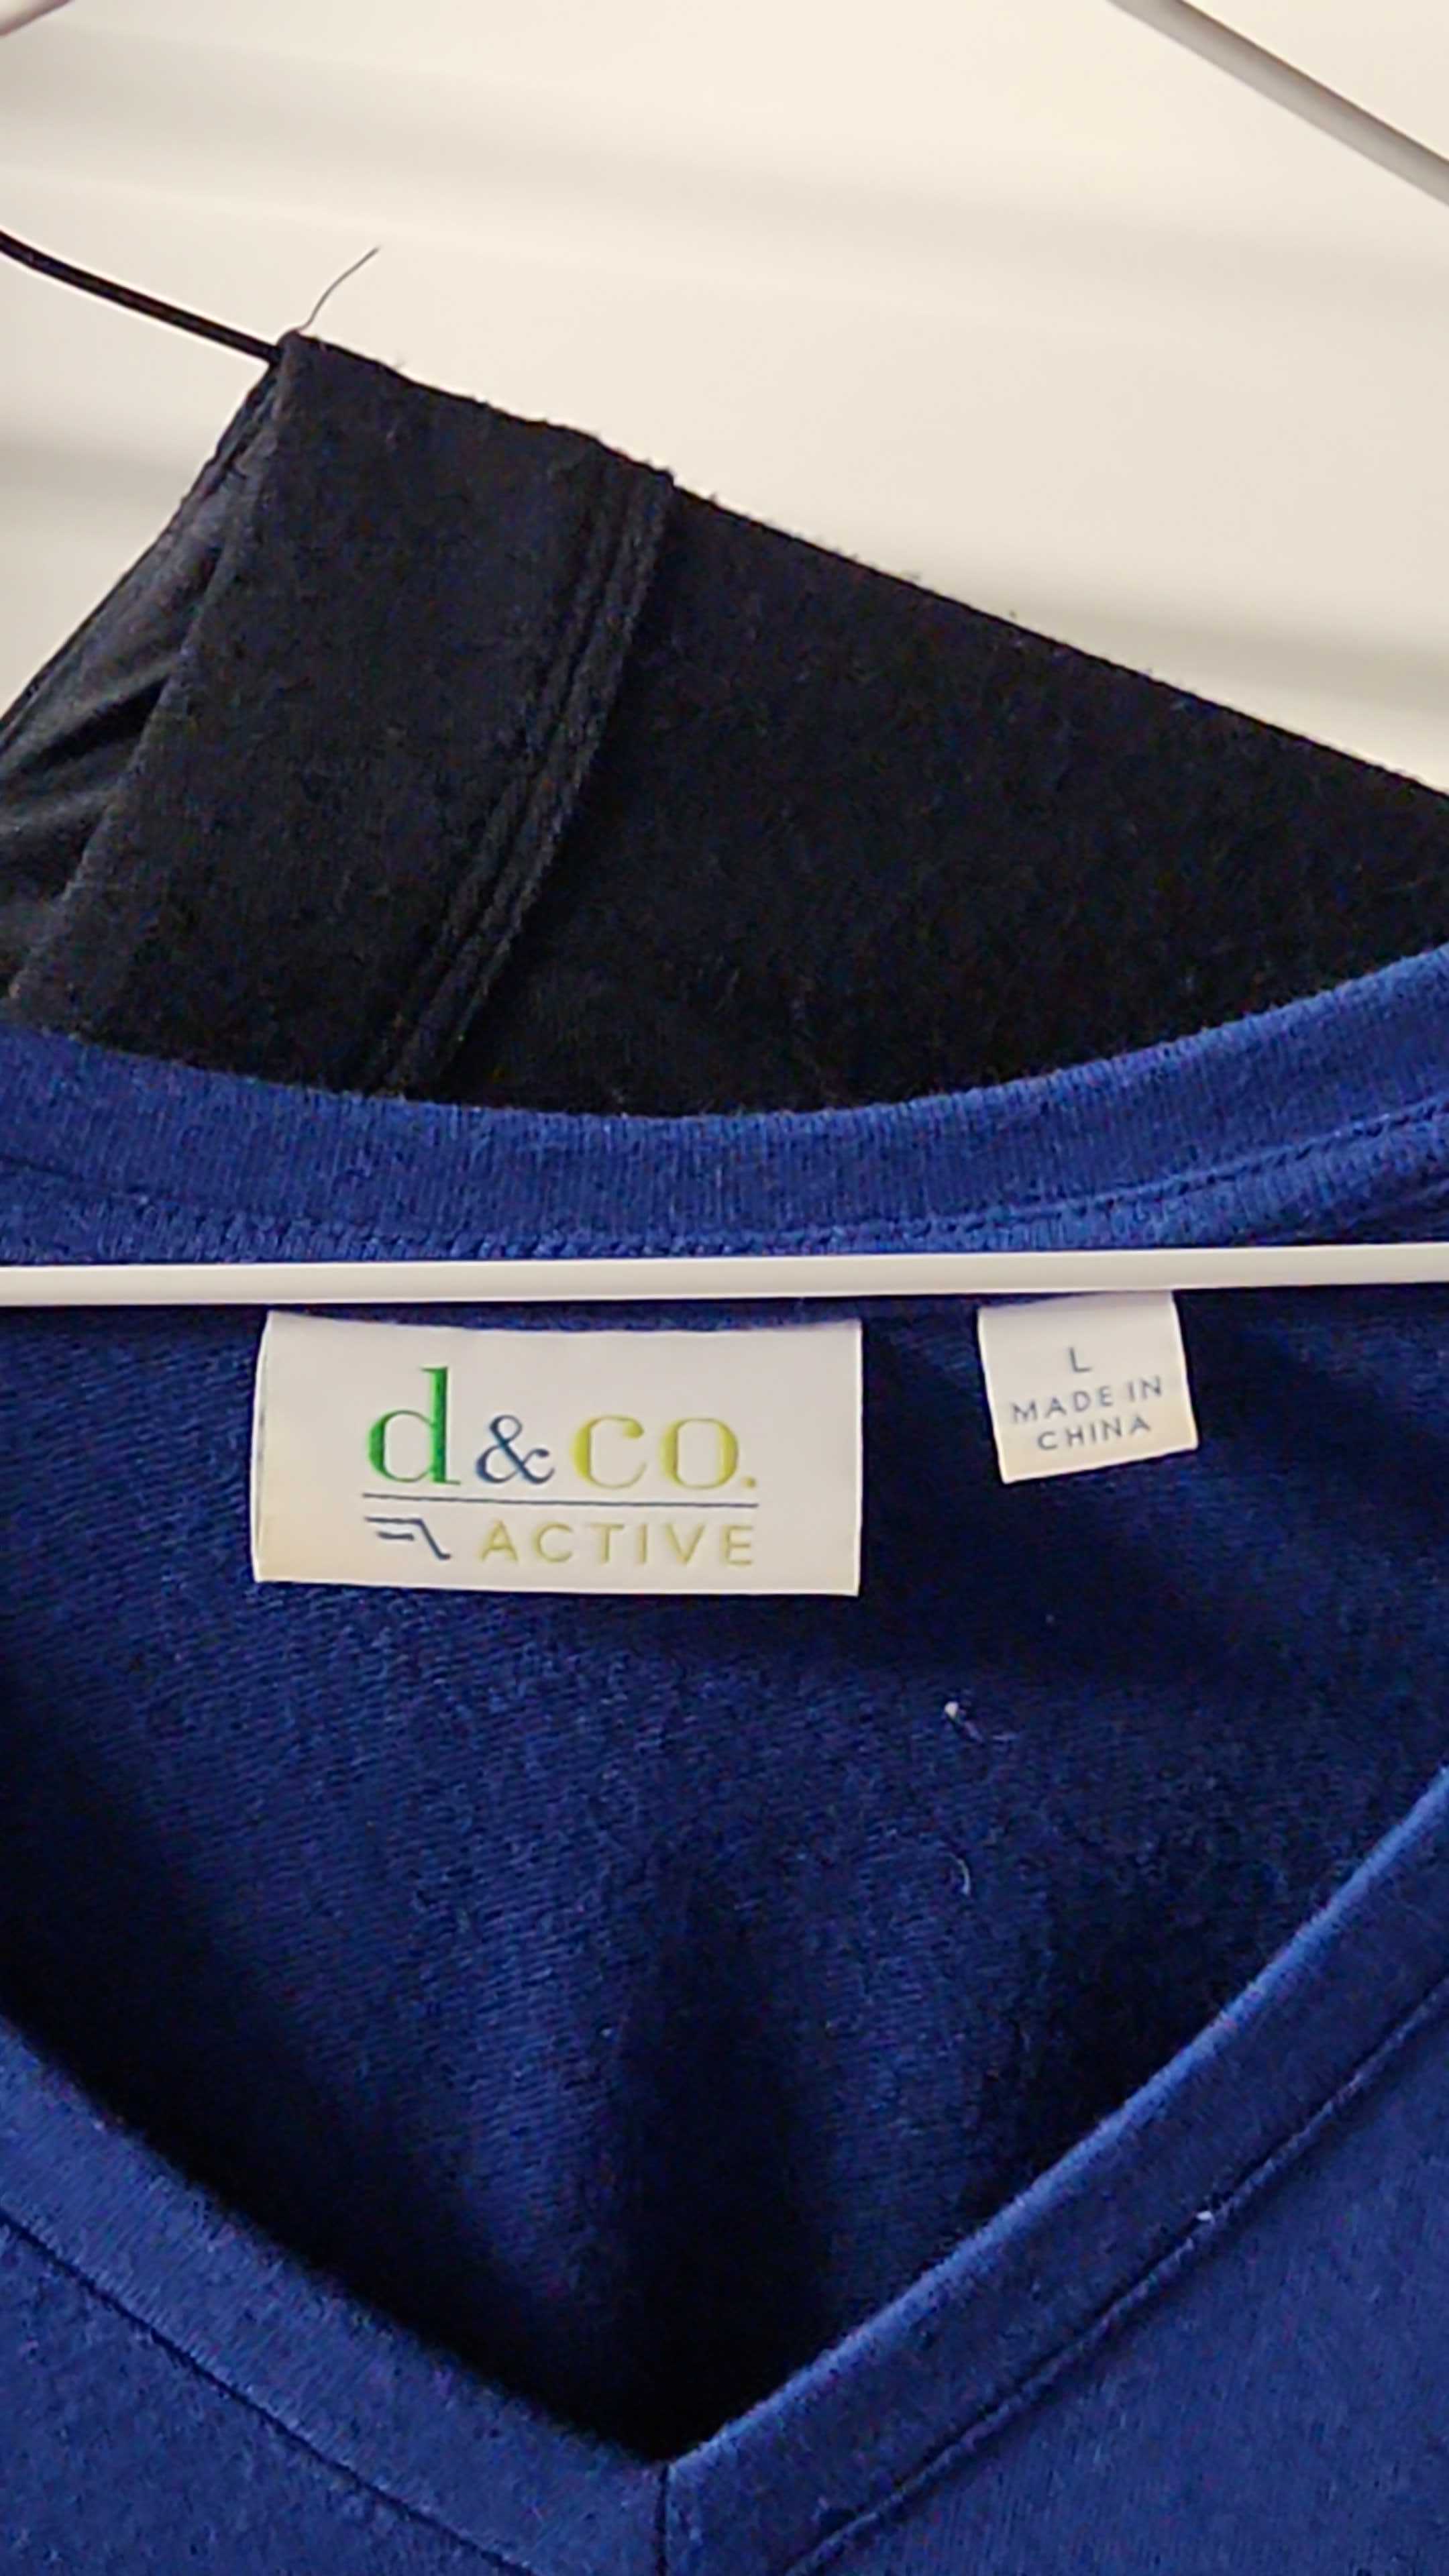 d&co.
ACTIVE
L
MADE IN
CHINA